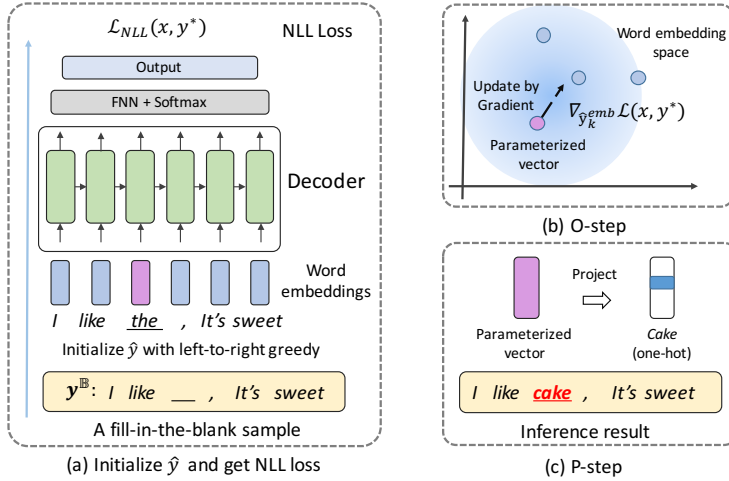 ℒ_NLL(x, y*)
NLL Loss
Output
FNN + Softmax
Decoder
Word
embeddings
I like the , It's sweet
Initialize ŷ with left-to-right greedy
y^𝔹: I like __ , It's sweet
A fill-in-the-blank sample
(a) Initialize ŷ and get NLL loss
Word embedding
space
Update by
Gradient
∇_{ŷ_k^emb} ℒ(x, y*)
Parameterized
vector
(b) O-step
Project
Parameterized
vector
Cake
(one-hot)
I like cake , It's sweet
Inference result
(c) P-step